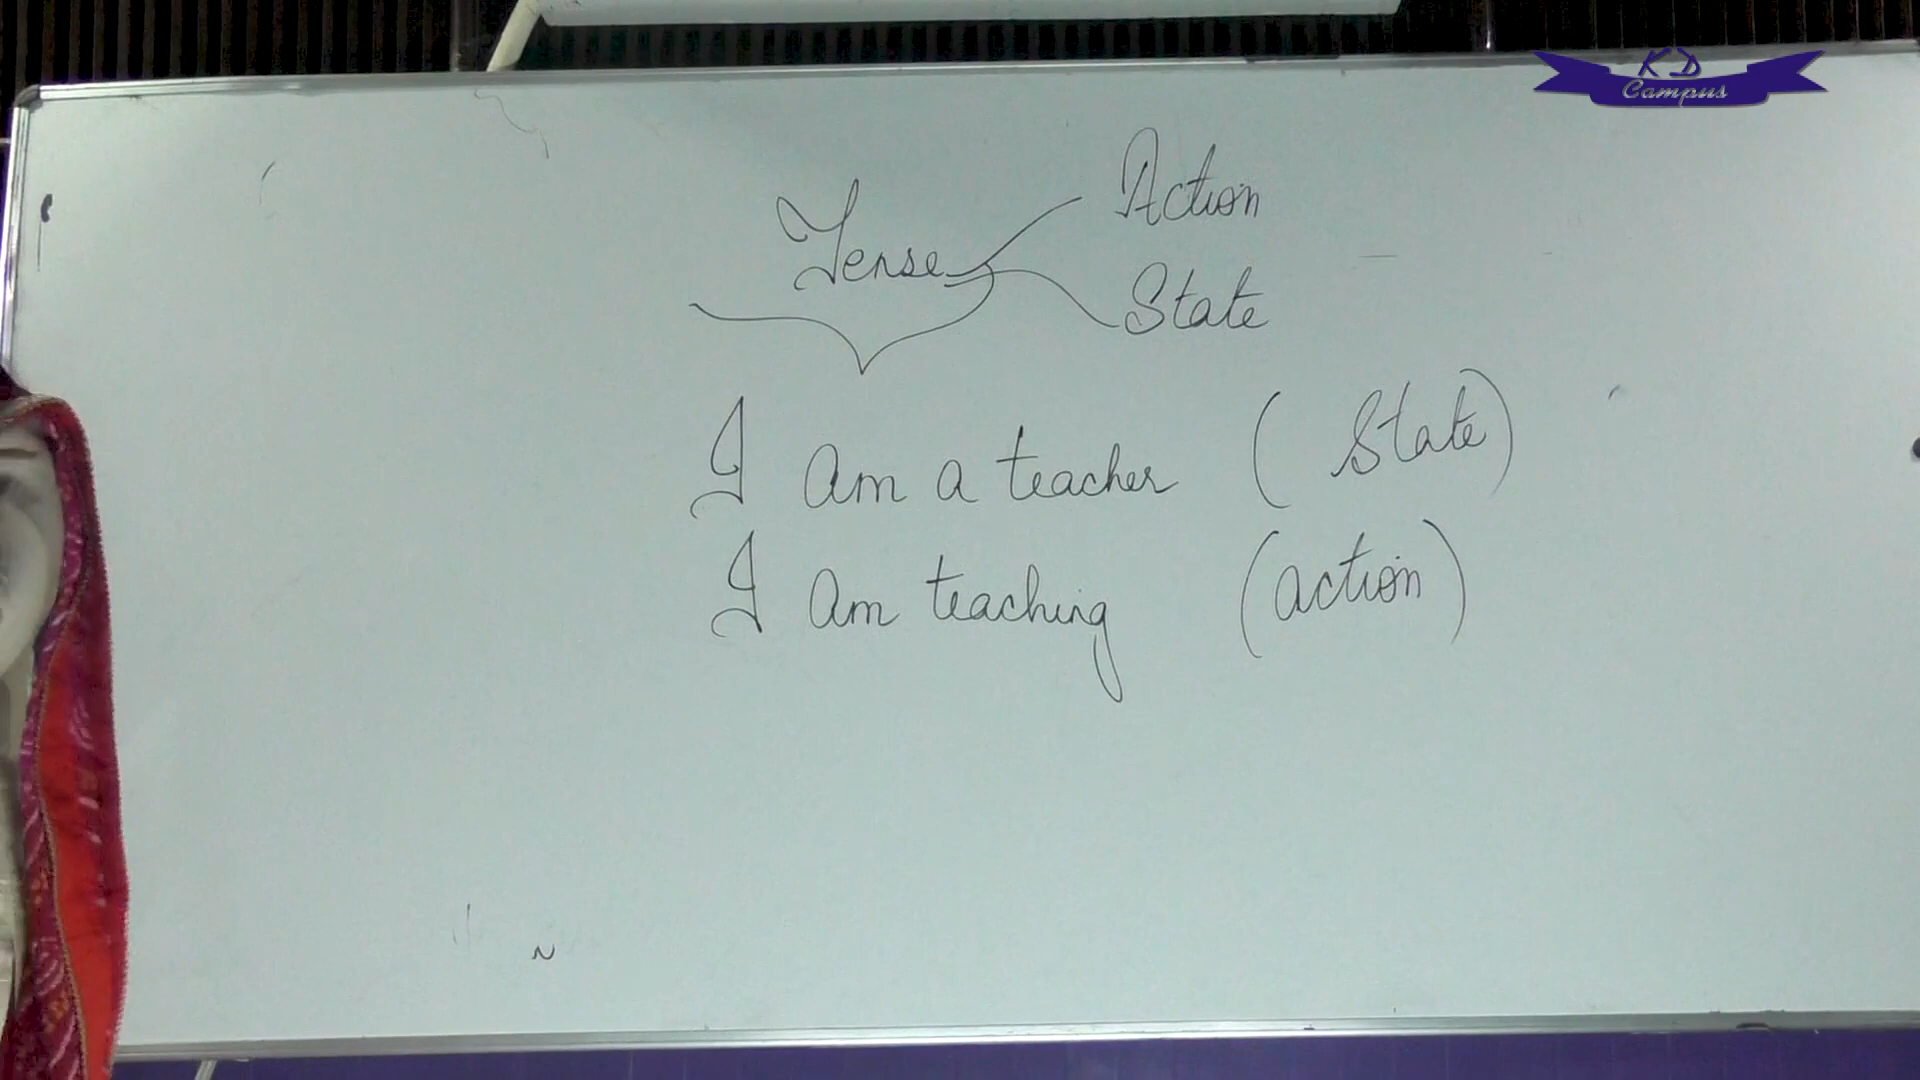 KD
Campus
Tense
Action
State
I am a teacher (State)
I am teaching (action)